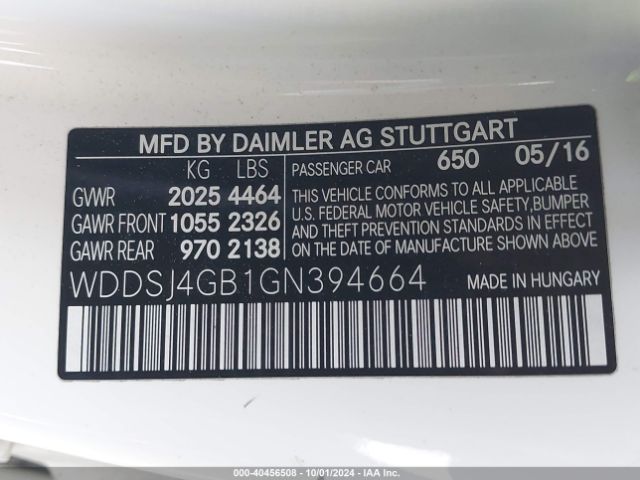 MFD BY DAIMLER AG STUTTGART
KG LBS
GVWR 2025 4464
GAWR FRONT 1055 2326
GAWR REAR 970 2138
PASSENGER CAR 650 05/16
THIS VEHICLE CONFORMS TO ALL APPLICABLE
U.S. FEDERAL MOTOR VEHICLE SAFETY, BUMPER
AND THEFT PREVENTION STANDARDS IN EFFECT
ON THE DATE OF MANUFACTURE SHOWN ABOVE.
WDDSJ4GB1GN394664 MADE IN HUNGARY
000-40456508 - 10/01/2024 - IAA Inc.